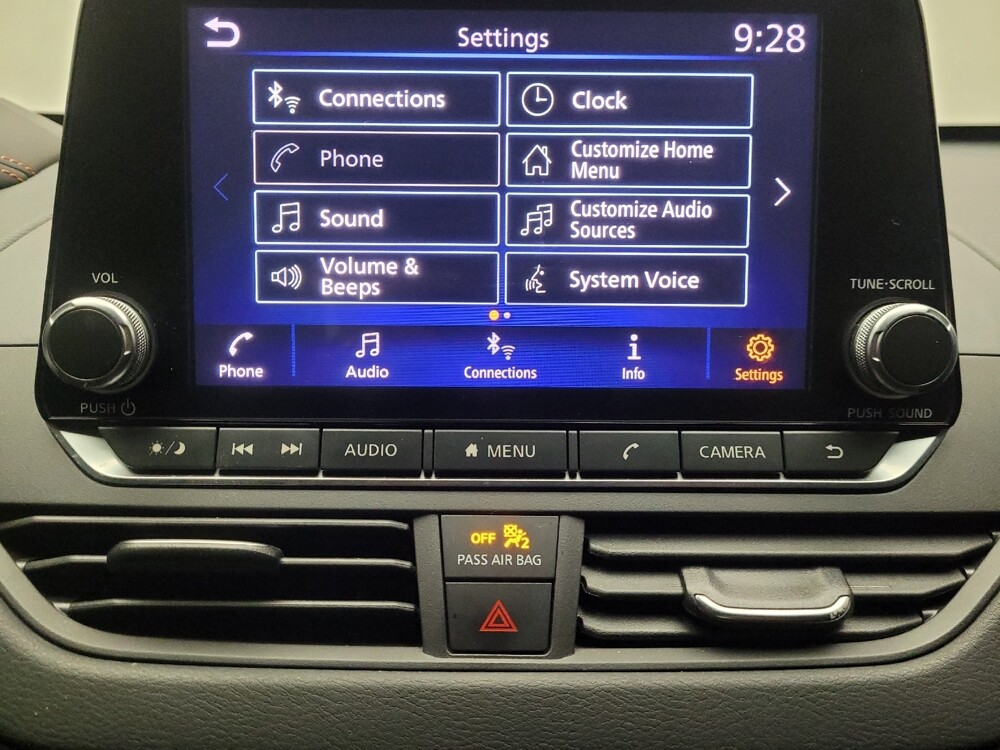 Settings
9:28
Connections
Clock
Phone
Customize Home
Menu
Sound
Customize Audio
Sources
Volume &
Beeps
System Voice
Phone
Audio
Connections
Info
Settings
VOL
TUNE·SCROLL
PUSH
PUSH SOUND
AUDIO
MENU
CAMERA
OFF
2
PASS AIR BAG